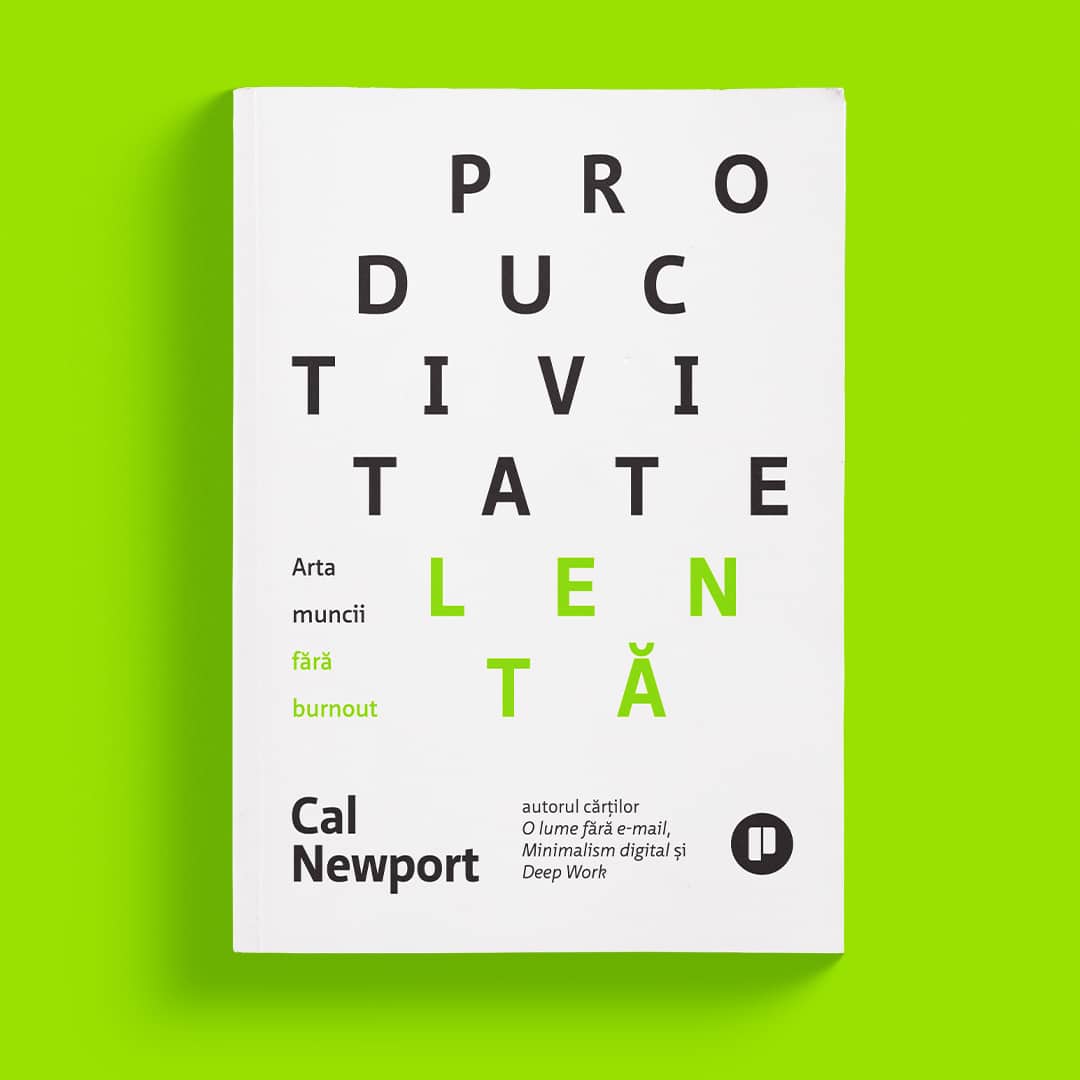 P R O
D U C
T I V I
T A T E
L E N
T Ă
Arta
muncii
fără
burnout
Cal
Newport
autorul cărților
O lume fără e-mail,
Minimalism digital și
Deep Work